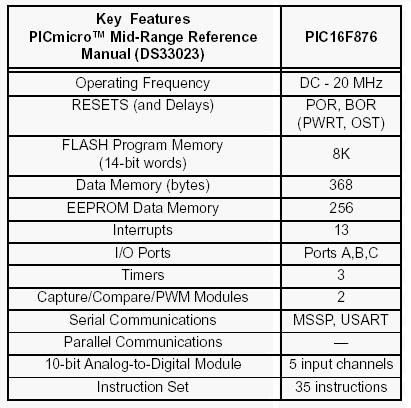 Key Features
PICmicro™ Mid-Range Reference
Manual (DS33023)
PIC16F876
Operating Frequency
DC - 20 MHz
RESETS (and Delays)
POR, BOR
(PWRT, OST)
FLASH Program Memory
(14-bit words)
8K
Data Memory (bytes)
368
EEPROM Data Memory
256
Interrupts
13
I/O Ports
Ports A,B,C
Timers
3
Capture/Compare/PWM Modules
2
Serial Communications
MSSP, USART
Parallel Communications
—
10-bit Analog-to-Digital Module
5 input channels
Instruction Set
35 instructions